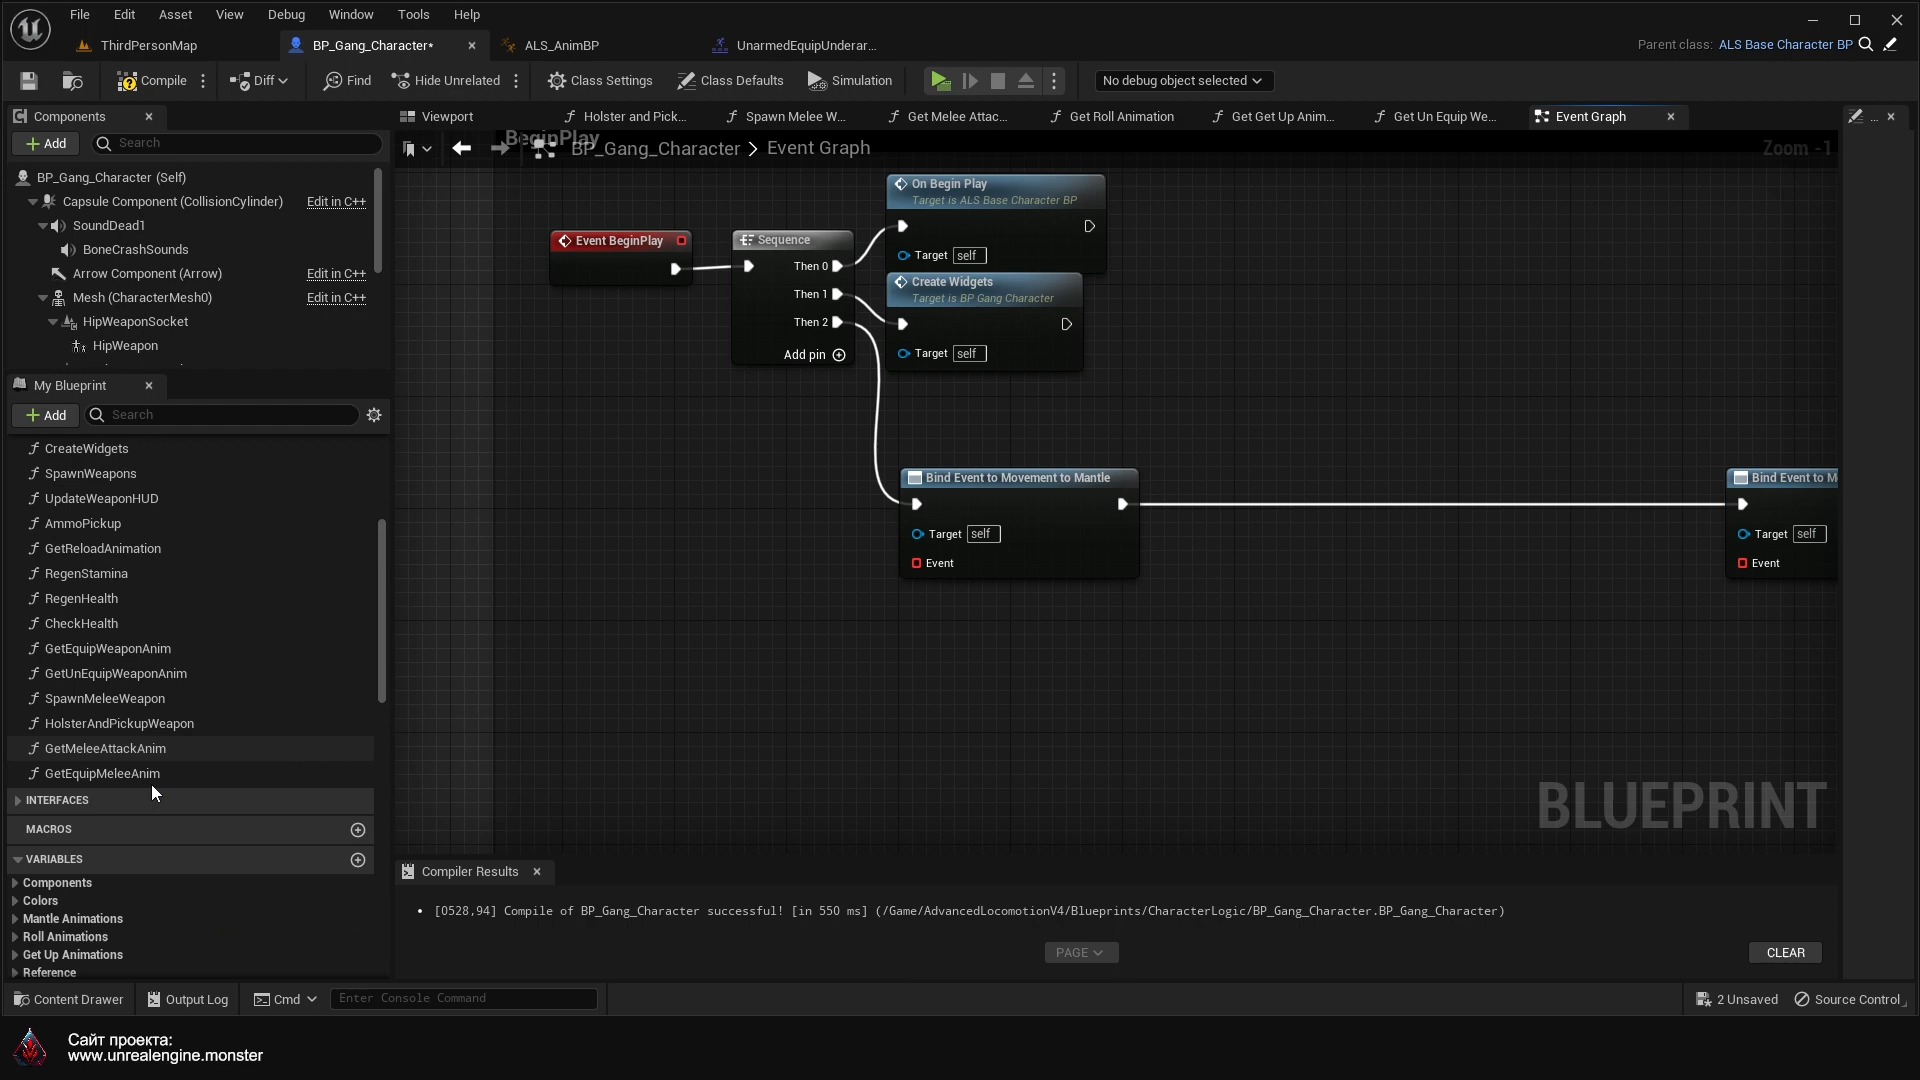 File Edit Asset View Debug Window Tools Help
ThirdPersonMap
BP_Gang_Character*
ALS_AnimBP
UnarmedEquipUnderar...
Parent class: ALS Base Character BP
Compile
Diff
Find
Hide Unrelated
Class Settings
Class Defaults
Simulation
No debug object selected
Components
Viewport
Holster and Pick...
Spawn Melee W...
Get Melee Attac...
Get Roll Animation
Get Get Up Anim...
Get Un Equip We...
Event Graph
...
+ Add
Search
BeginPlay
BP_Gang_Character > Event Graph
Zoom -1
BP_Gang_Character (Self)
Capsule Component (CollisionCylinder) Edit in C++
SoundDead1
BoneCrashSounds
Arrow Component (Arrow) Edit in C++
Mesh (CharacterMesh0) Edit in C++
HipWeaponSocket
HipWeapon
My Blueprint
+ Add
Search
CreateWidgets
SpawnWeapons
UpdateWeaponHUD
AmmoPickup
GetReloadAnimation
RegenStamina
RegenHealth
CheckHealth
GetEquipWeaponAnim
GetUnEquipWeaponAnim
SpawnMeleeWeapon
HolsterAndPickupWeapon
GetMeleeAttackAnim
GetEquipMeleeAnim
INTERFACES
MACROS
VARIABLES
Components
Colors
Mantle Animations
Roll Animations
Get Up Animations
Reference
Event BeginPlay
Sequence
Then 0
Then 1
Then 2
Add pin
On Begin Play
Target is ALS Base Character BP
Target self
Create Widgets
Target is BP Gang Character
Target self
Bind Event to Movement to Mantle
Target self
Event
Bind Event to M
Target self
Event
BLUEPRINT
Compiler Results
• [0528,94] Compile of BP_Gang_Character successful! [in 550 ms] (/Game/AdvancedLocomotionV4/Blueprints/CharacterLogic/BP_Gang_Character.BP_Gang_Character)
PAGE
CLEAR
Content Drawer
Output Log
Cmd
Enter Console Command
2 Unsaved
Source Control
Сайт проекта:
www.unrealengine.monster